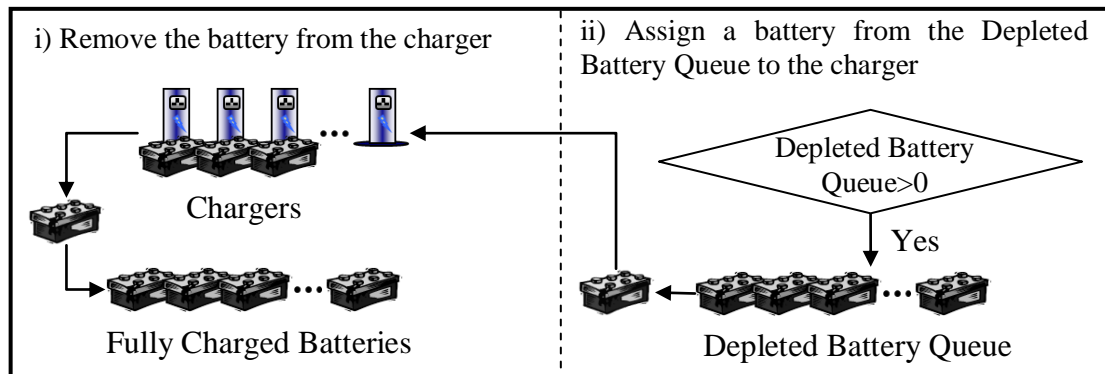 i) Remove the battery from the charger
Chargers
Fully Charged Batteries
ii) Assign a battery from the Depleted
Battery Queue to the charger
Depleted Battery
Queue>0
Yes
Depleted Battery Queue